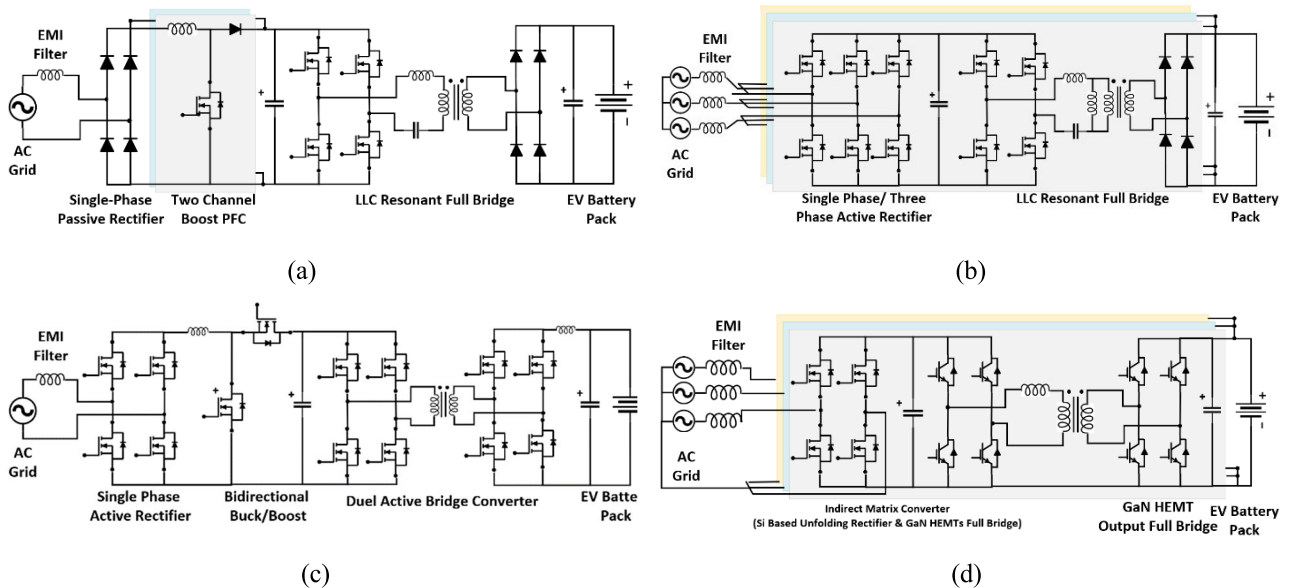 EMI
Filter
AC
Grid
Single-Phase
Passive Rectifier
Two Channel
Boost PFC
LLC Resonant Full Bridge
EV Battery
Pack
+
+
-
(a)
EMI
Filter
AC
Grid
Single Phase/ Three
Phase Active Rectifier
LLC Resonant Full Bridge
EV Battery
Pack
+
+
+
-
(b)
EMI
Filter
AC
Grid
Single Phase
Active Rectifier
Bidirectional
Buck/Boost
Duel Active Bridge Converter
EV Batte
Pack
+
+
+
(c)
EMI
Filter
AC
Grid
Indirect Matrix Converter
(Si Based Unfolding Rectifier & GaN HEMTs Full Bridge)
GaN HEMT
Output Full Bridge
EV Battery
Pack
+
+
+
-
(d)